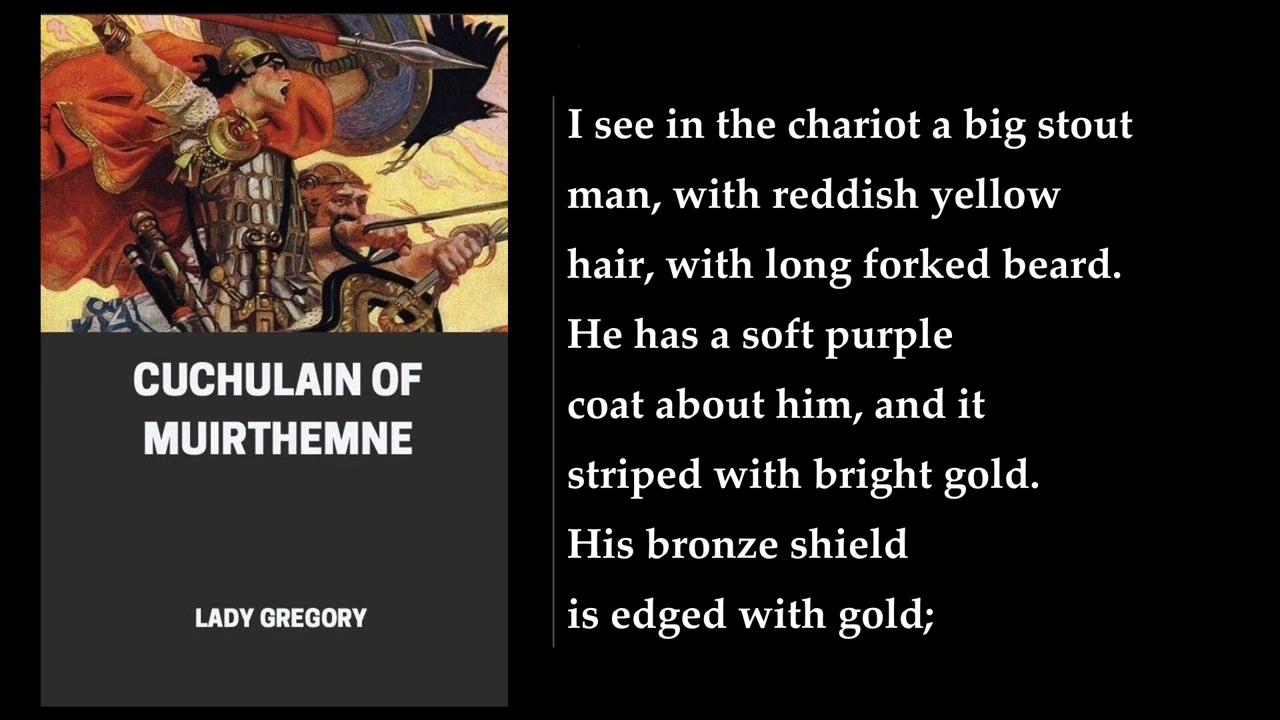 CUCHULAIN OF
MUIRTHEMNE
LADY GREGORY
I see in the chariot a big stout
man, with reddish yellow
hair, with long forked beard.
He has a soft purple
coat about him, and it
striped with bright gold.
His bronze shield
is edged with gold;